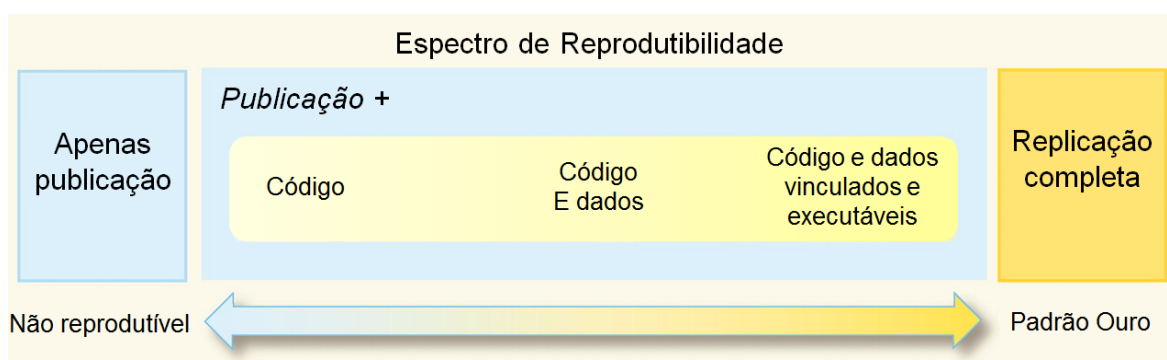 Espectro de Reprodutibilidade
Apenas
publicação
Publicação +
Código
Código
E dados
Código e dados
vinculados e
executáveis
Replicação
completa
Não reprodutível
Padrão Ouro